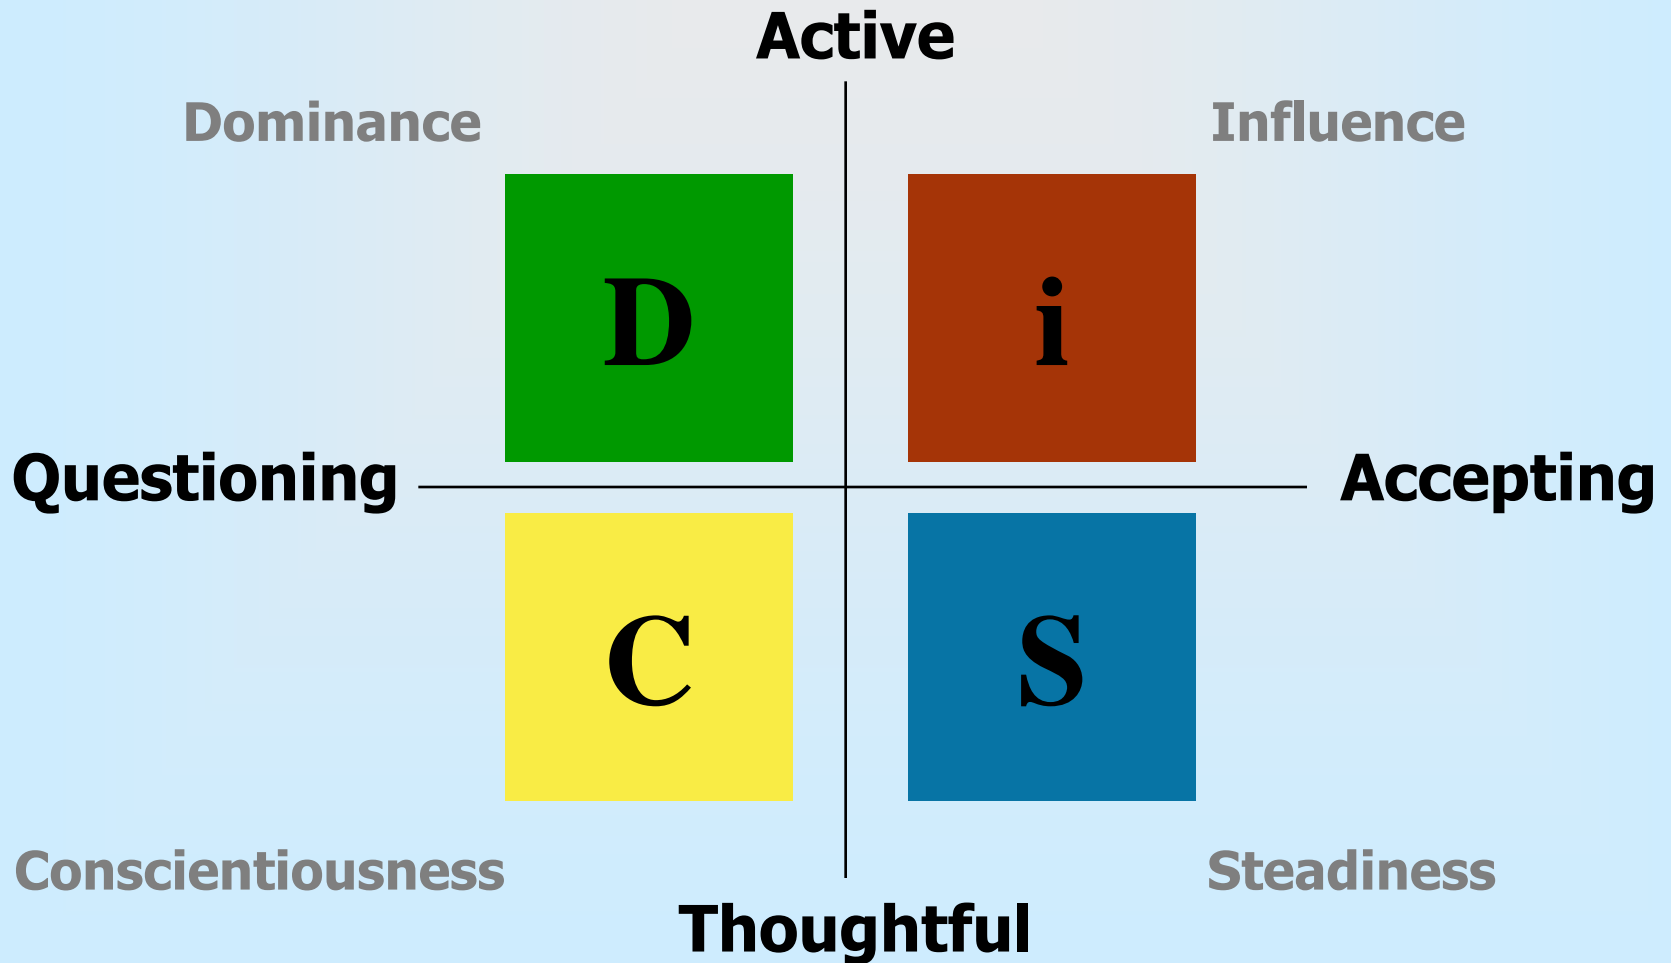 Active
Dominance
Influence
D
i
Questioning
Accepting
C
S
Conscientiousness
Steadiness
Thoughtful